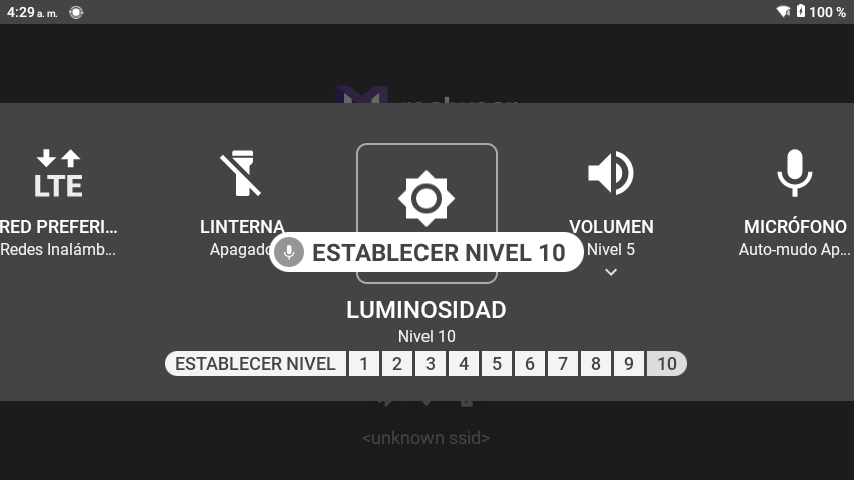 4:29 a. m.
100 %
LTE
RED PREFERI...
Redes Inalámb...
LINTERNA
Apagado
ESTABLECER NIVEL 10
VOLUMEN
Nivel 5
MICRÓFONO
Auto-mudo Ap...
LUMINOSIDAD
Nivel 10
ESTABLECER NIVEL 1 2 3 4 5 6 7 8 9 10
<unknown ssid>